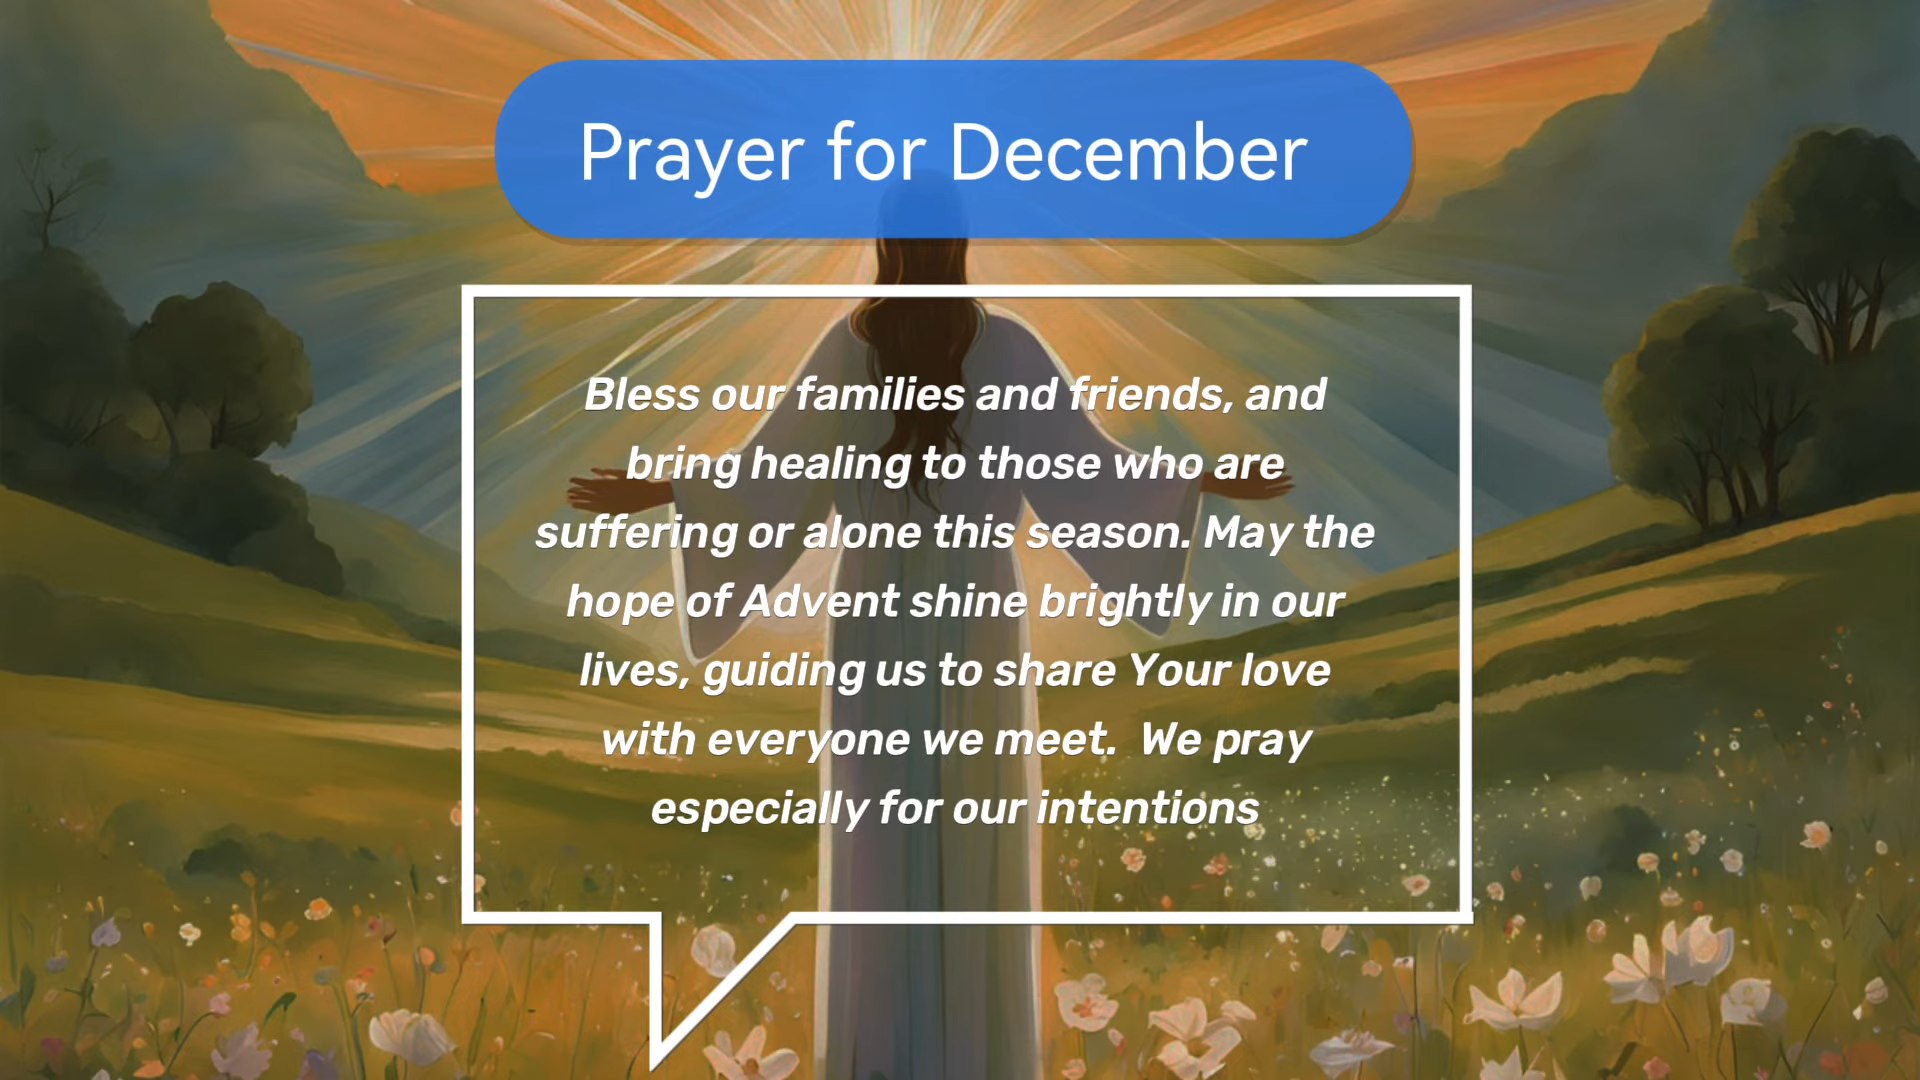 Prayer for December
Bless our families and friends, and
bring healing to those who are
suffering or alone this season. May the
hope of Advent shine brightly in our
lives, guiding us to share Your love
with everyone we meet.  We pray
especially for our intentions